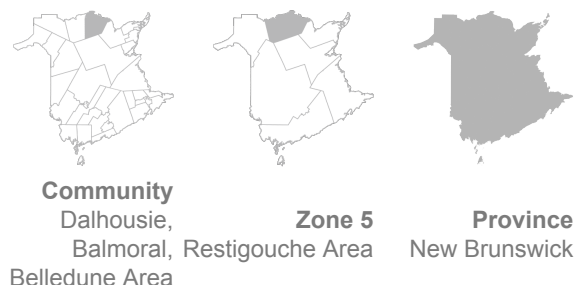 Community
Dalhousie,
Balmoral,
Belledune Area
Zone 5
Restigouche Area
Province
New Brunswick